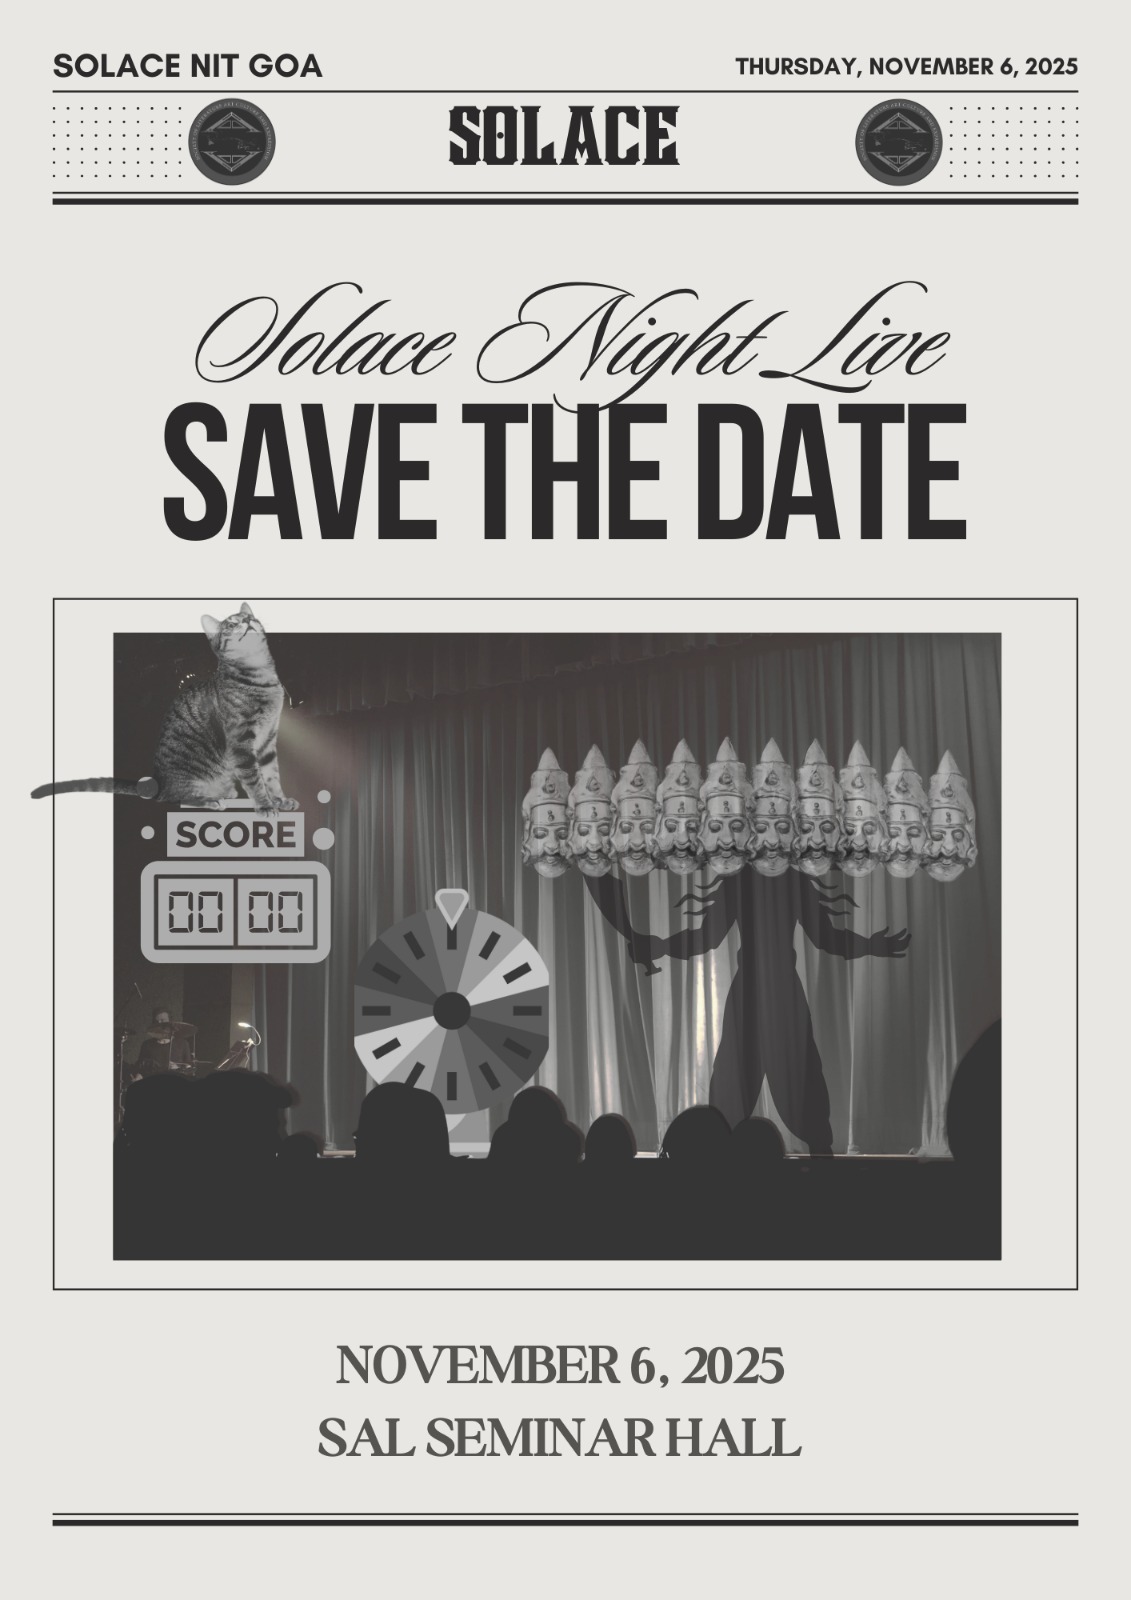 SOLACE NIT GOA
THURSDAY, NOVEMBER 6, 2025
SOLACE
Solace Night Live
SAVE THE DATE
SCORE
00 00
NOVEMBER 6, 2025
SAL SEMINAR HALL